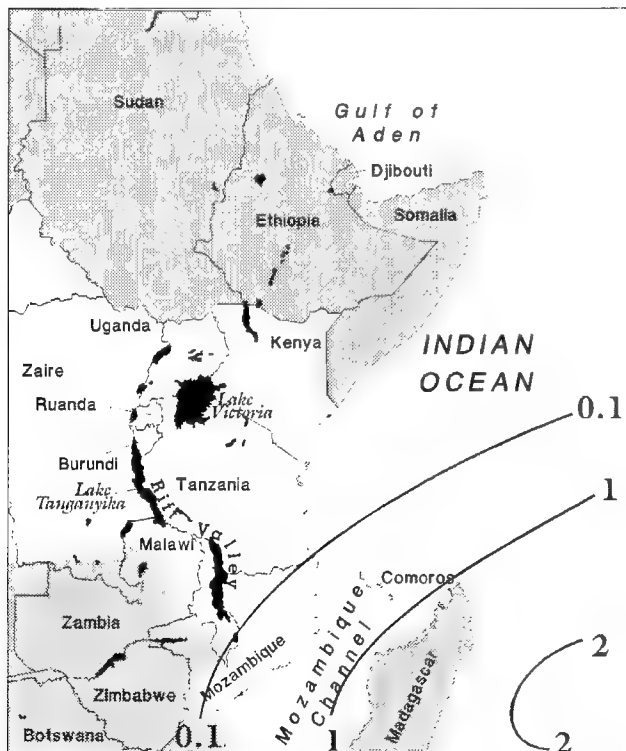 Sudan
Gulf of
Aden
Djibouti
Ethiopia
Somalia
Uganda
Kenya
INDIAN
OCEAN
Zaire
Ruanda
Lake
Victoria
0.1
Burundi
Tanzania
Lake
Tanganyika
Rift Valley
1
Malawi
Comoros
Zambia
Mozambique
Mozambique
Channel
Madagascar
2
Zimbabwe
Botswana
0.1
1
2